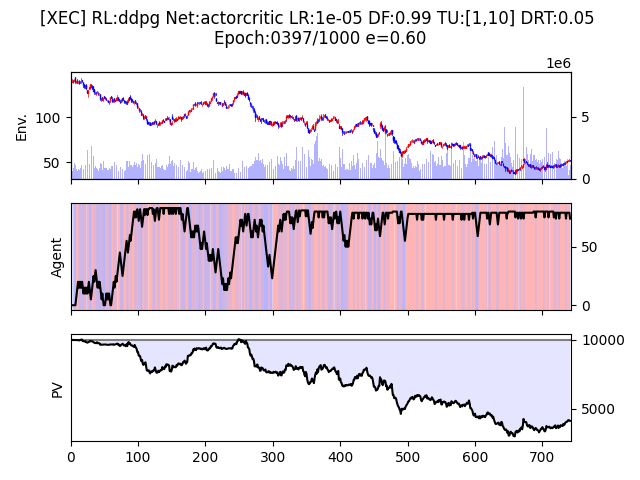 [XEC] RL:ddpg Net:actorcritic LR:1e-05 DF:0.99 TU:[1,10] DRT:0.05
Epoch:0397/1000 e=0.60
1e6
Env.
100
50
5
0
Agent
50
0
PV
10000
5000
0 100 200 300 400 500 600 700